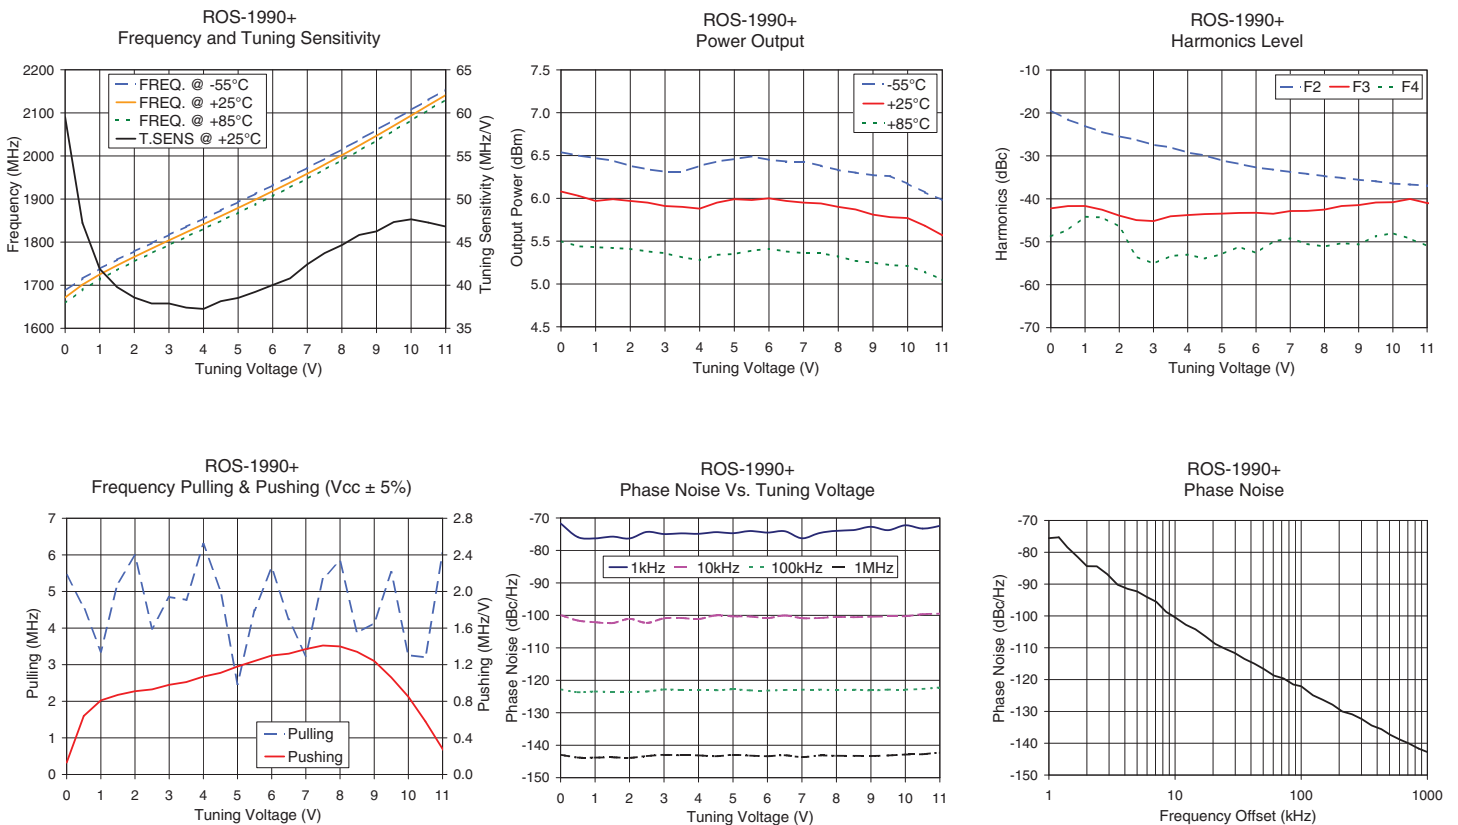 ROS-1990+
Frequency and Tuning Sensitivity
2200
2100
2000
1900
1800
1700
1600
Frequency (MHz)
FREQ. @ -55°C
FREQ. @ +25°C
FREQ. @ +85°C
T.SENS @ +25°C
65
60
55
50
45
40
35
Tuning Sensitivity (MHz/V)
0 1 2 3 4 5 6 7 8 9 10 11
Tuning Voltage (V)
ROS-1990+
Power Output
7.5
7.0
6.5
6.0
5.5
5.0
4.5
Output Power (dBm)
-55°C
+25°C
+85°C
0 1 2 3 4 5 6 7 8 9 10 11
Tuning Voltage (V)
ROS-1990+
Harmonics Level
-10
-20
-30
-40
-50
-60
-70
Harmonics (dBc)
F2 F3 F4
0 1 2 3 4 5 6 7 8 9 10 11
Tuning Voltage (V)
ROS-1990+
Frequency Pulling & Pushing (Vcc ± 5%)
7
6
5
4
3
2
1
0
Pulling (MHz)
Pulling
Pushing
2.8
2.4
2.0
1.6
1.2
0.8
0.4
0.0
Pushing (MHz/V)
0 1 2 3 4 5 6 7 8 9 10 11
Tuning Voltage (V)
ROS-1990+
Phase Noise Vs. Tuning Voltage
-70
-80
-90
-100
-110
-120
-130
-140
-150
Phase Noise (dBc/Hz)
1kHz 10kHz 100kHz 1MHz
0 1 2 3 4 5 6 7 8 9 10 11
Tuning Voltage (V)
ROS-1990+
Phase Noise
-70
-80
-90
-100
-110
-120
-130
-140
-150
Phase Noise (dBc/Hz)
1 10 100 1000
Frequency Offset (kHz)